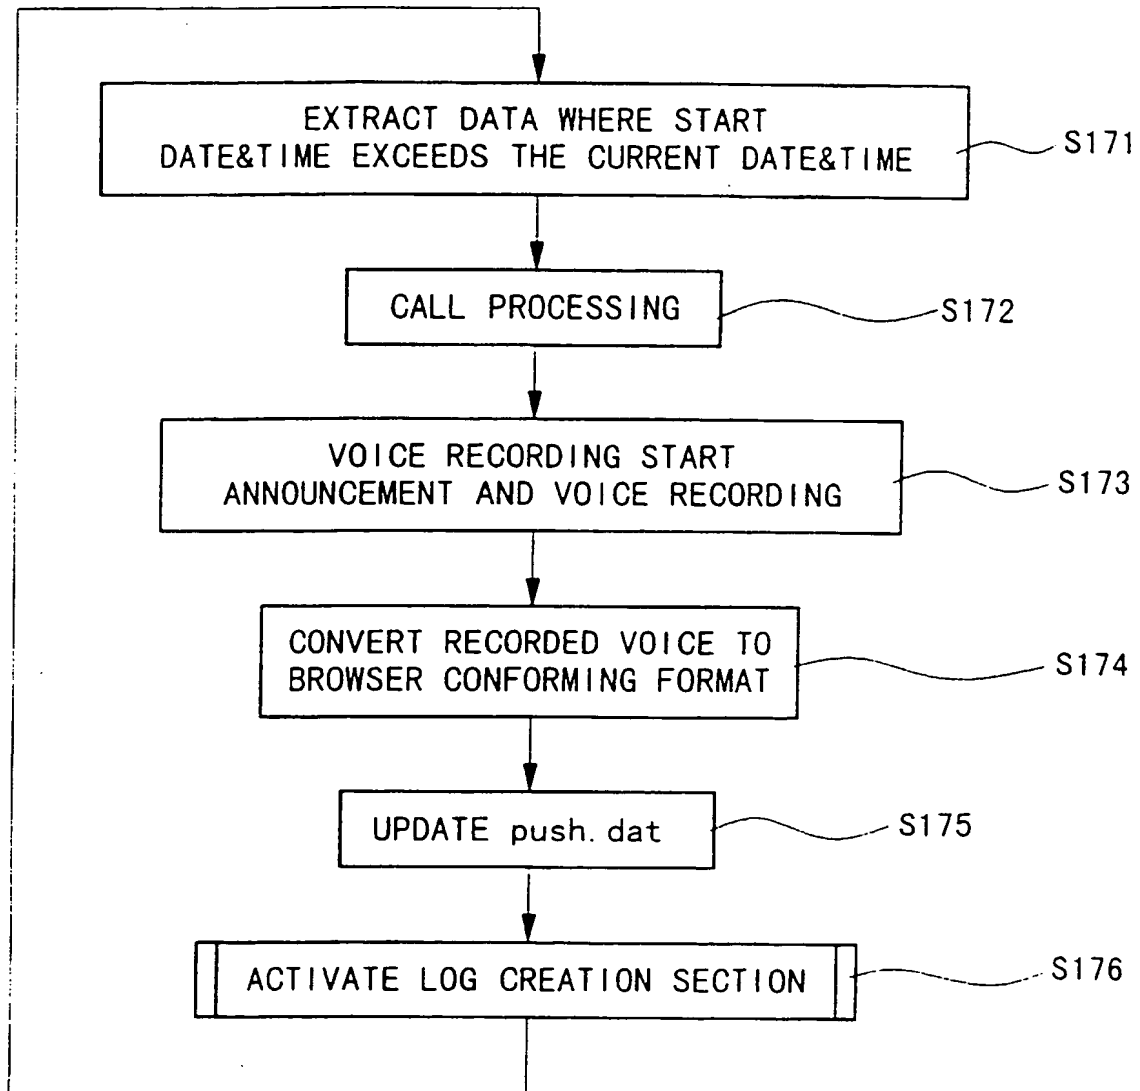 EXTRACT DATA WHERE START
DATE&TIME EXCEEDS THE CURRENT DATE&TIME
S171
CALL PROCESSING
S172
VOICE RECORDING START
ANNOUNCEMENT AND VOICE RECORDING
S173
CONVERT RECORDED VOICE TO
BROWSER CONFORMING FORMAT
S174
UPDATE push.dat
S175
ACTIVATE LOG CREATION SECTION
S176